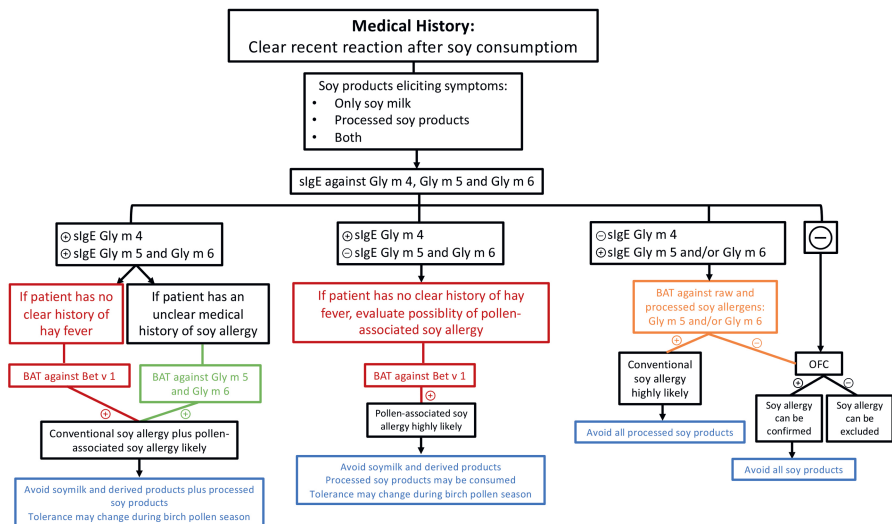 Medical History:
Clear recent reaction after soy consumptiom
Soy products eliciting symptoms:
• Only soy milk
• Processed soy products
• Both
sIgE against Gly m 4, Gly m 5 and Gly m 6
⊕ sIgE Gly m 4
⊕ sIgE Gly m 5 and Gly m 6
⊕ sIgE Gly m 4
⊖ sIgE Gly m 5 and Gly m 6
⊖ sIgE Gly m 4
⊕ sIgE Gly m 5 and/or Gly m 6
⊖
If patient has no
clear history of
hay fever
If patient has an
unclear medical
history of soy allergy
If patient has no clear history of hay
fever, evaluate possiblity of pollen-
associated soy allergy
BAT against raw and
processed soy allergens:
Gly m 5 and/or Gly m 6
⊕
⊖
BAT against Bet v 1
BAT against Gly m 5
and Gly m 6
BAT against Bet v 1
Conventional
soy allergy
highly likely
OFC
⊕
⊕
⊕
⊕
⊖
Conventional soy allergy plus pollen-
associated soy allergy likely
Pollen-associated soy
allergy highly likely
Avoid all processed soy products
Soy allergy
can be
confirmed
Soy allergy
can be
excluded
Avoid soymilk and derived products plus processed
soy products
Tolerance may change during birch pollen season
Avoid soymilk and derived products
Processed soy products may be consumed
Tolerance may change during birch pollen season
Avoid all soy products